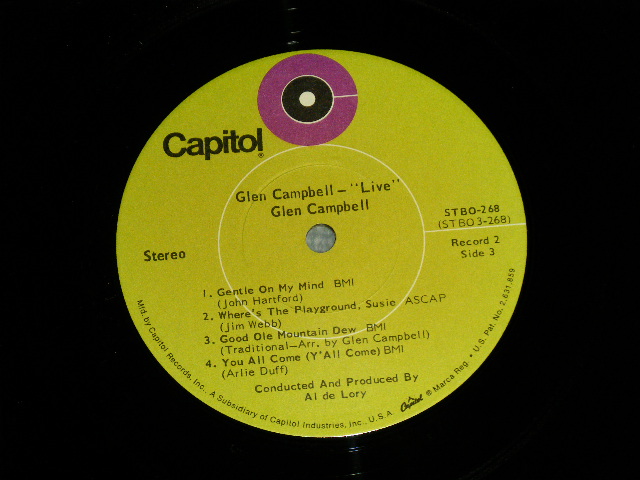 Capitol®
Glen Campbell – "Live"
Glen Campbell
STBO-268
(STBO3-268)
Stereo
Record 2
Side 3
1. Gentle On My Mind BMI
(John Hartford)
2. Where's The Playground, Susie ASCAP
(Jim Webb)
3. Good Ole Mountain Dew BMI
(Traditional–Arr. by Glen Campbell)
4. You All Come (Y'All Come) BMI
(Arlie Duff)
Conducted And Produced By
Al de Lory
Mfd. by Capitol Records, Inc., A Subsidiary of Capitol Industries, Inc., U.S.A. Capitol ® Marca Reg. • U.S. Pat. No. 2,631,859